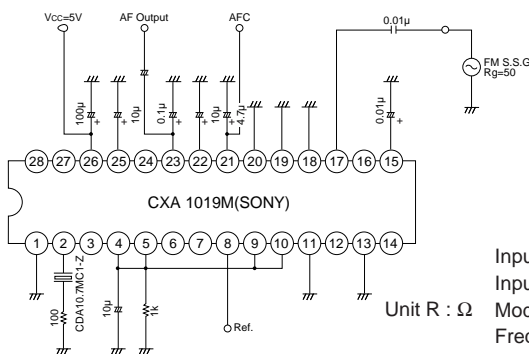 Vcc=5V AF Output AFC 0.01μ
FM S.S.G
Rg=50
100μ + + 10μ 0.1μ + + 10μ + 4.7μ 0.01μ +
28 27 26 25 24 23 22 21 20 19 18 17 16 15
CXA 1019M(SONY)
1 2 3 4 5 6 7 8 9 10 11 12 13 14
CDA10.7MC1-Z
100 10μ 1k
Ref.
Unit R : Ω
Inpu
Inpu
Mod
Freq